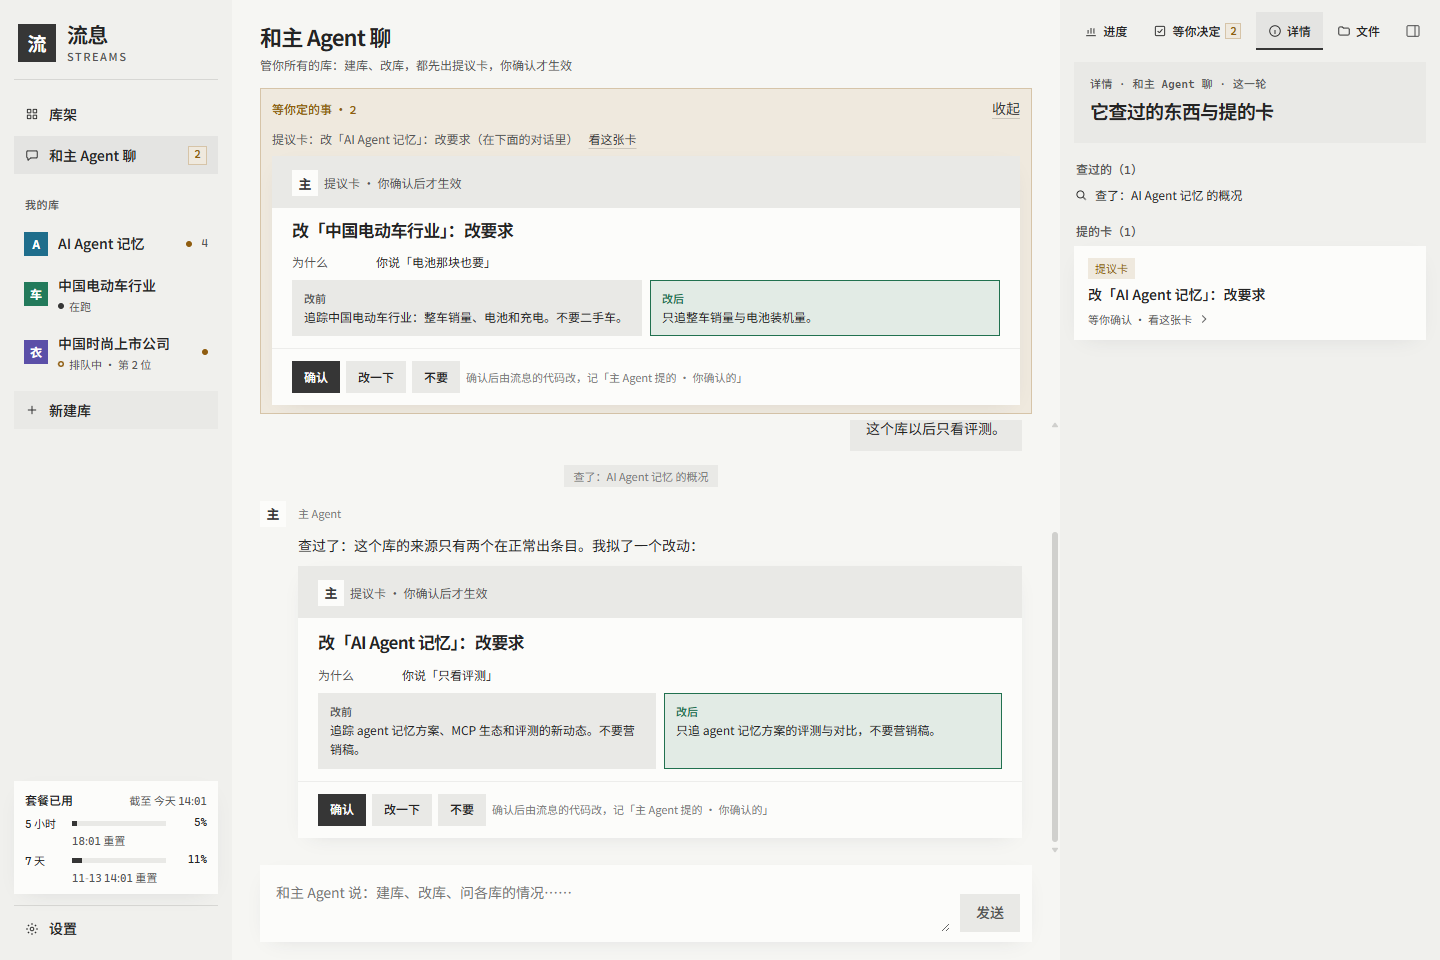 流 流息
STREAMS
库架
和主 Agent 聊 2
我的库
A AI Agent 记忆 4
车 中国电动车行业
在跑
衣 中国时尚上市公司
排队中 · 第 2 位
+ 新建库
套餐已用 截至 今天 14:01
5 小时 5%
18:01 重置
7 天 11%
11-13 14:01 重置
设置
和主 Agent 聊
管你所有的库：建库、改库，都先出提议卡，你确认才生效
等你定的事 · 2 收起
提议卡：改「AI Agent 记忆」：改要求（在下面的对话里） 看这张卡
主 提议卡 · 你确认后才生效
改「中国电动车行业」：改要求
为什么 你说「电池那块也要」
改前
追踪中国电动车行业：整车销量、电池和充电。不要二手车。
改后
只追整车销量与电池装机量。
确认 改一下 不要 确认后由流息的代码改，记「主 Agent 提的 · 你确认的」
这个库以后只看评测。
查了：AI Agent 记忆 的概况
主 主 Agent
查过了：这个库的来源只有两个在正常出条目。我拟了一个改动：
主 提议卡 · 你确认后才生效
改「AI Agent 记忆」：改要求
为什么 你说「只看评测」
改前
追踪 agent 记忆方案、MCP 生态和评测的新动态。不要营
销稿。
改后
只追 agent 记忆方案的评测与对比，不要营销稿。
确认 改一下 不要 确认后由流息的代码改，记「主 Agent 提的 · 你确认的」
和主 Agent 说：建库、改库、问各库的情况……
发送
进度 等你决定 2 详情 文件
详情 · 和主 Agent 聊 · 这一轮
它查过的东西与提的卡
查过的（1）
查了：AI Agent 记忆 的概况
提的卡（1）
提议卡
改「AI Agent 记忆」：改要求
等你确认 · 看这张卡